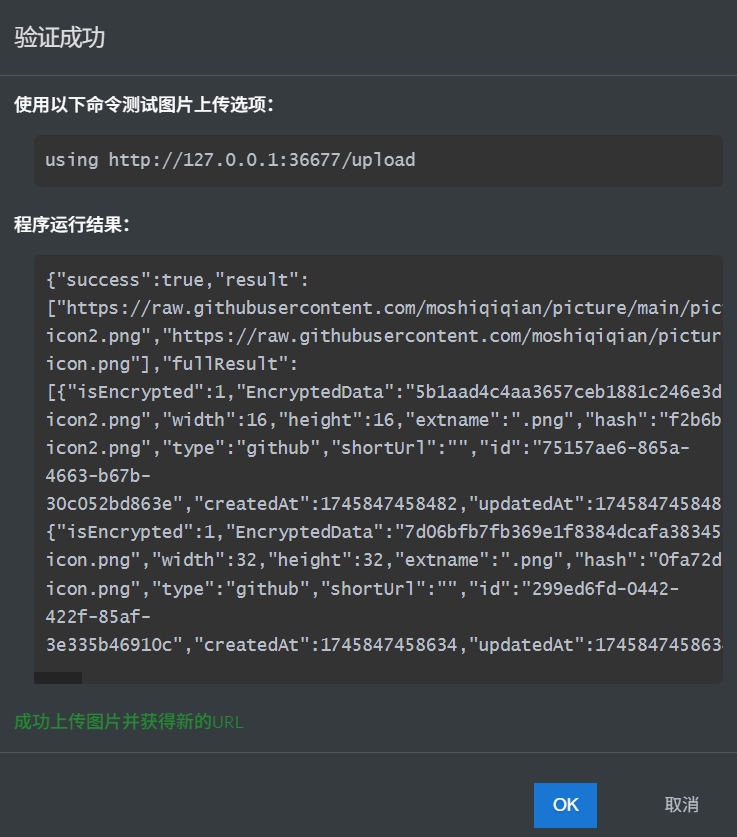 验证成功
使用以下命令测试图片上传选项：
using http://127.0.0.1:36677/upload
程序运行结果：
{"success":true,"result":
["https://raw.githubusercontent.com/moshiqiqian/picture/main/pic
icon2.png","https://raw.githubusercontent.com/moshiqiqian/pictur
icon.png"],"fullResult":
[{"isEncrypted":1,"EncryptedData":"5b1aad4c4aa3657ceb1881c246e3d
icon2.png","width":16,"height":16,"extname":".png","hash":"f2b6b
icon2.png","type":"github","shortUrl":"","id":"75157ae6-865a-
4663-b67b-
30c052bd863e","createdAt":1745847458482,"updatedAt":174584745848
{"isEncrypted":1,"EncryptedData":"7d06bfb7fb369e1f8384dcafa38345
icon.png","width":32,"height":32,"extname":".png","hash":"0fa72d
icon.png","type":"github","shortUrl":"","id":"299ed6fd-0442-
422f-85af-
3e335b46910c","createdAt":1745847458634,"updatedAt":174584745863
成功上传图片并获得新的URL
OK
取消